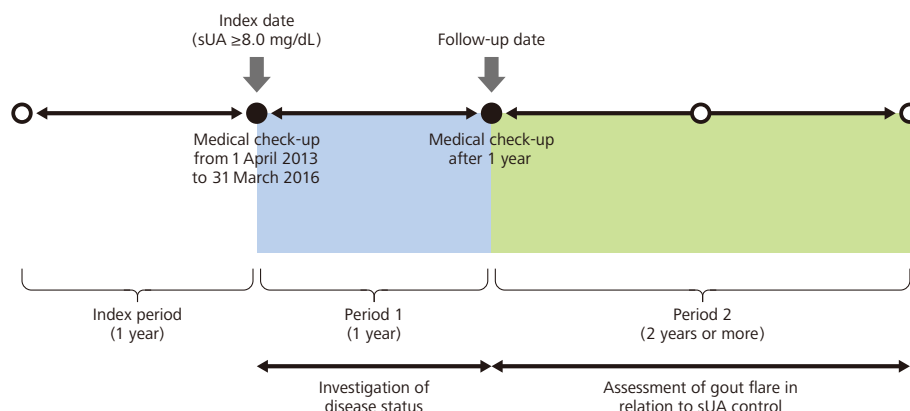 Index date
(sUA ≥8.0 mg/dL)
Follow-up date
Medical check-up
from 1 April 2013
to 31 March 2016
Medical check-up
after 1 year
Index period
(1 year)
Period 1
(1 year)
Period 2
(2 years or more)
Investigation of
disease status
Assessment of gout flare in
relation to sUA control